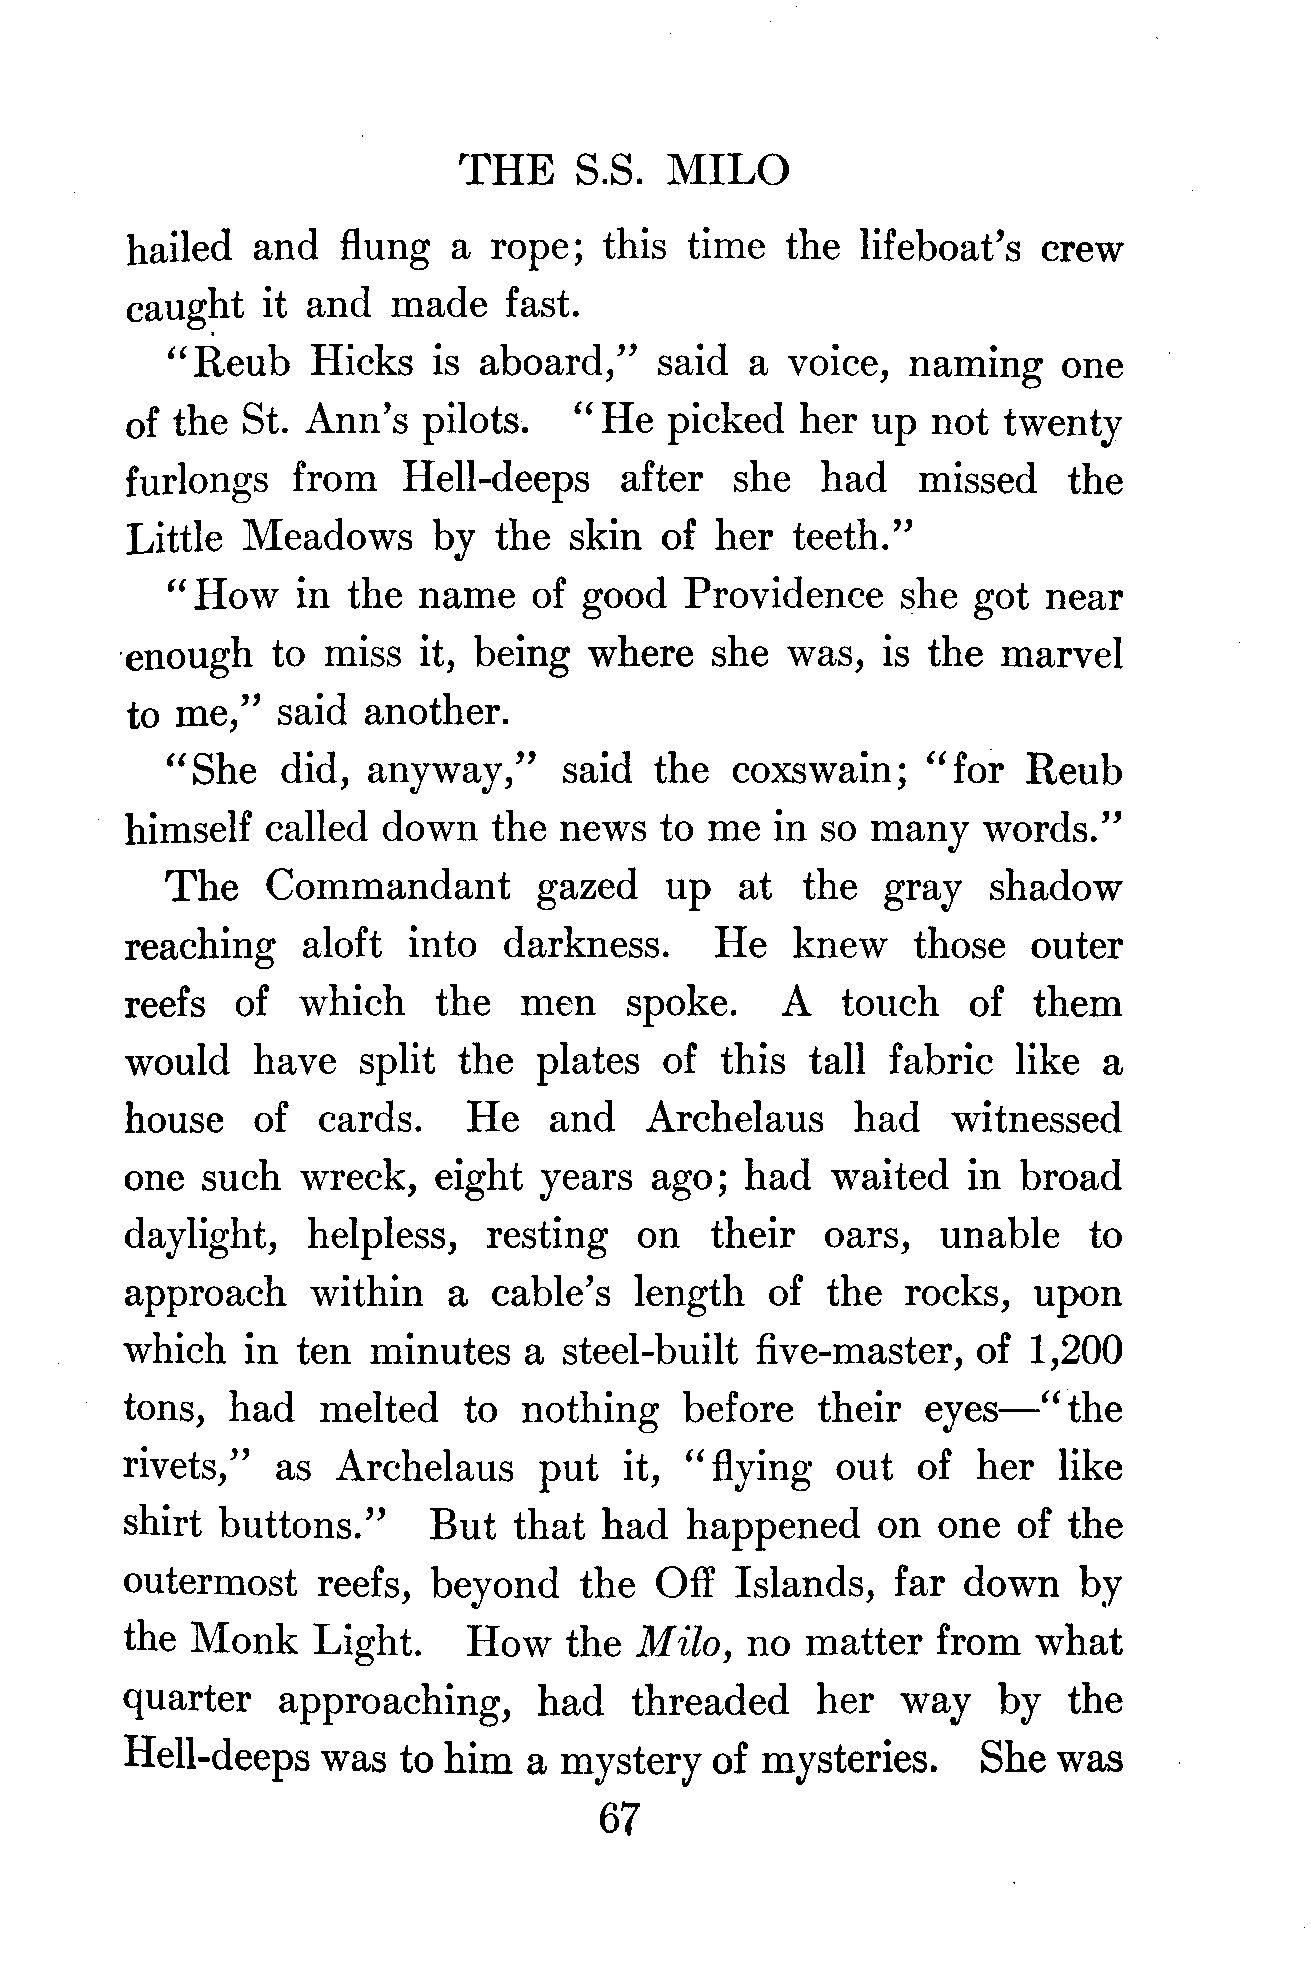 THE S.S. MILO
hailed and flung a rope; this time the lifeboat's crew
caught it and made fast.
"Reub Hicks is aboard," said a voice, naming one
of the St. Ann's pilots. "He picked her up not twenty
furlongs from Hell-deeps after she had missed the
Little Meadows by the skin of her teeth."
"How in the name of good Providence she got near
enough to miss it, being where she was, is the marvel
to me," said another.
"She did, anyway," said the coxswain; "for Reub
himself called down the news to me in so many words."
The Commandant gazed up at the gray shadow
reaching aloft into darkness. He knew those outer
reefs of which the men spoke. A touch of them
would have split the plates of this tall fabric like a
house of cards. He and Archelaus had witnessed
one such wreck, eight years ago; had waited in broad
daylight, helpless, resting on their oars, unable to
approach within a cable's length of the rocks, upon
which in ten minutes a steel-built five-master, of 1,200
tons, had melted to nothing before their eyes—"the
rivets," as Archelaus put it, "flying out of her like
shirt buttons." But that had happened on one of the
outermost reefs, beyond the Off Islands, far down by
the Monk Light. How the Milo, no matter from what
quarter approaching, had threaded her way by the
Hell-deeps was to him a mystery of mysteries. She was
67